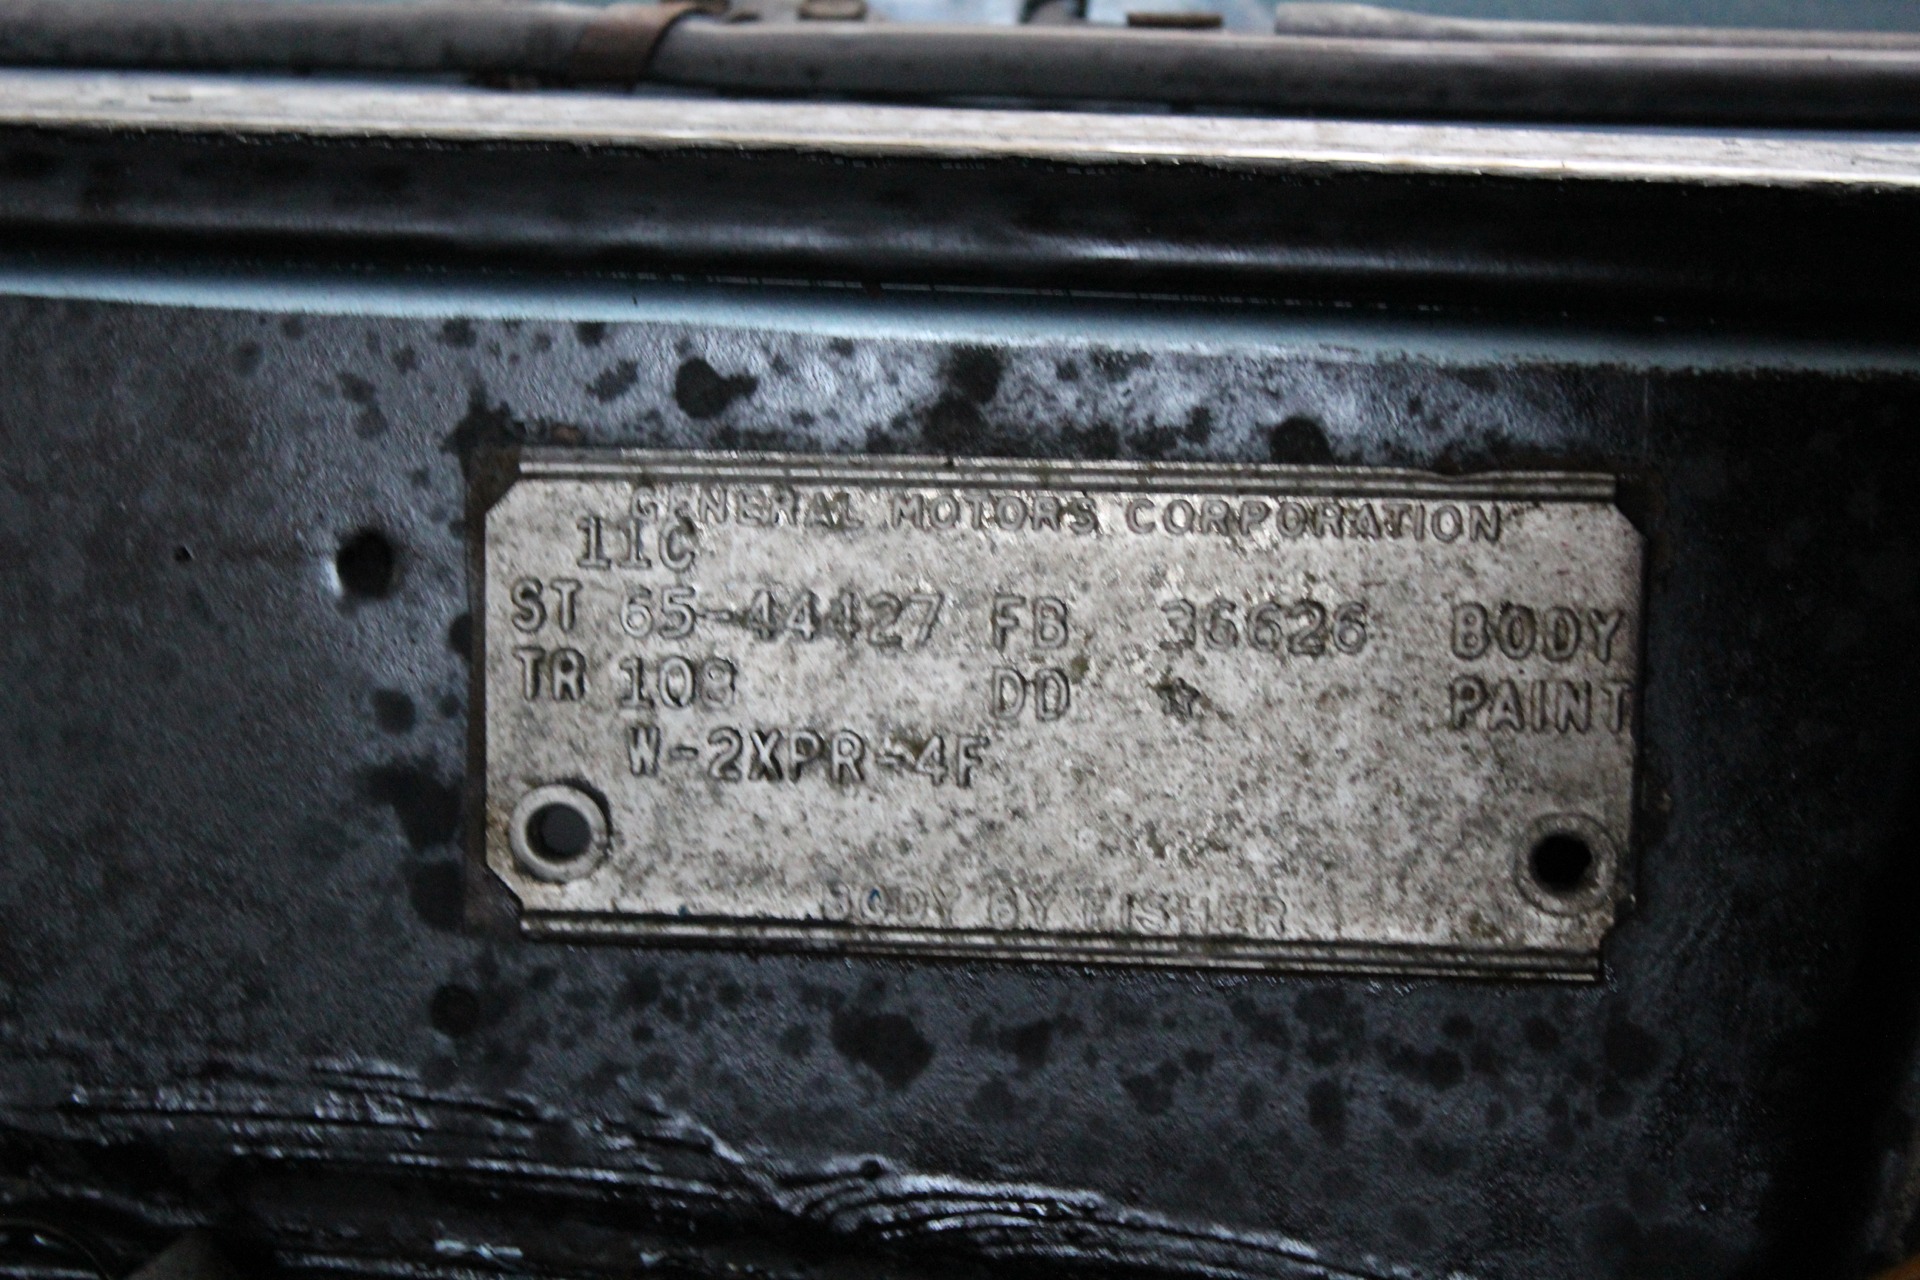 GENERAL MOTORS CORPORATION
11C
ST 65-44427 FB 36626 BODY
TR 108 DD * PAINT
W-2XPR-4F
BODY BY FISHER